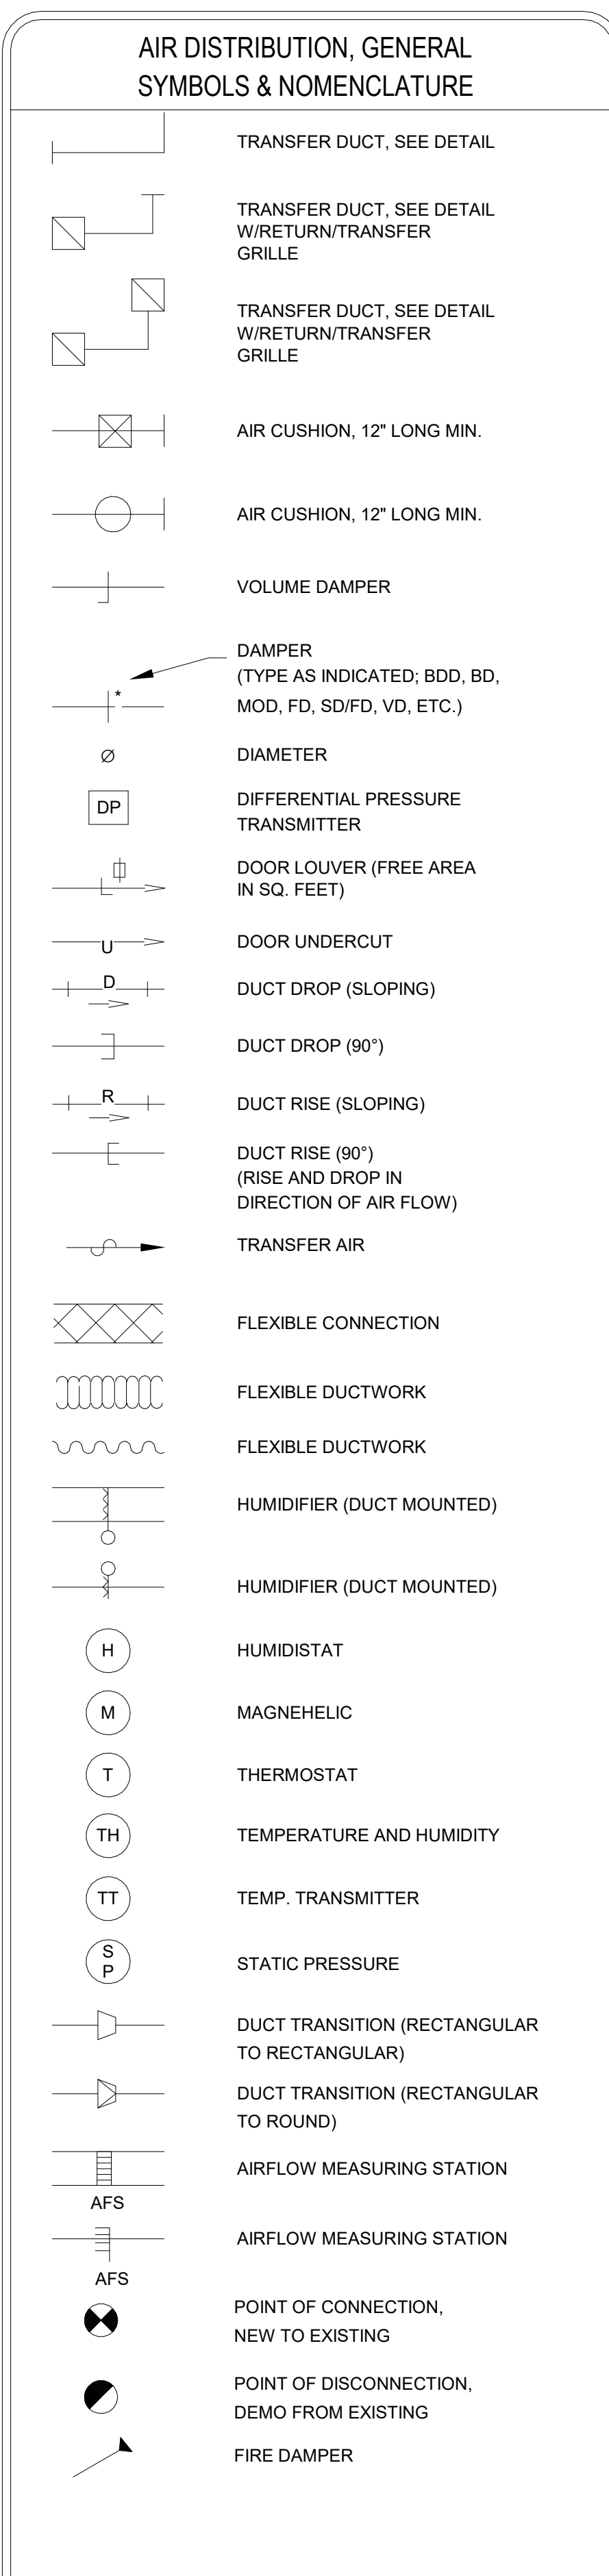 AIR DISTRIBUTION, GENERAL
SYMBOLS & NOMENCLATURE
TRANSFER DUCT, SEE DETAIL
TRANSFER DUCT, SEE DETAIL
W/RETURN/TRANSFER
GRILLE
TRANSFER DUCT, SEE DETAIL
W/RETURN/TRANSFER
GRILLE
AIR CUSHION, 12" LONG MIN.
AIR CUSHION, 12" LONG MIN.
VOLUME DAMPER
DAMPER
(TYPE AS INDICATED; BDD, BD,
* MOD, FD, SD/FD, VD, ETC.)
Ø DIAMETER
DP DIFFERENTIAL PRESSURE
TRANSMITTER
DOOR LOUVER (FREE AREA
IN SQ. FEET)
U DOOR UNDERCUT
D DUCT DROP (SLOPING)
DUCT DROP (90°)
R DUCT RISE (SLOPING)
DUCT RISE (90°)
(RISE AND DROP IN
DIRECTION OF AIR FLOW)
TRANSFER AIR
FLEXIBLE CONNECTION
FLEXIBLE DUCTWORK
FLEXIBLE DUCTWORK
HUMIDIFIER (DUCT MOUNTED)
HUMIDIFIER (DUCT MOUNTED)
H HUMIDISTAT
M MAGNEHELIC
T THERMOSTAT
TH TEMPERATURE AND HUMIDITY
TT TEMP. TRANSMITTER
S
P STATIC PRESSURE
DUCT TRANSITION (RECTANGULAR
TO RECTANGULAR)
DUCT TRANSITION (RECTANGULAR
TO ROUND)
AIRFLOW MEASURING STATION
AFS
AIRFLOW MEASURING STATION
AFS
POINT OF CONNECTION,
NEW TO EXISTING
POINT OF DISCONNECTION,
DEMO FROM EXISTING
FIRE DAMPER